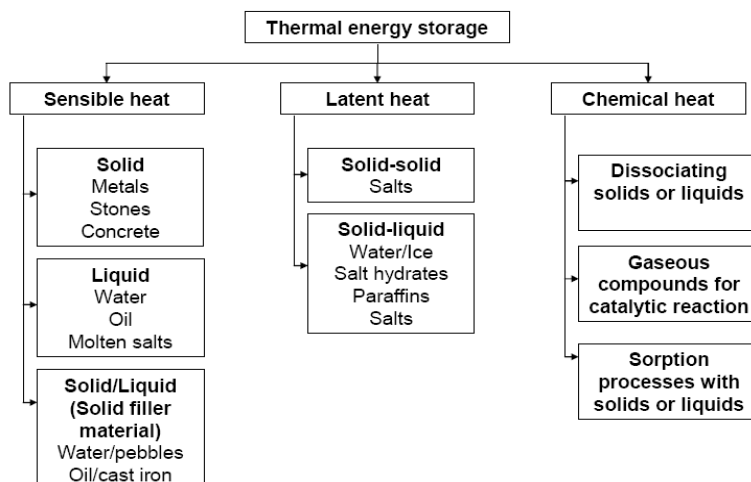 Thermal energy storage
Sensible heat
Solid
Metals
Stones
Concrete
Liquid
Water
Oil
Molten salts
Solid/Liquid
(Solid filler
material)
Water/pebbles
Oil/cast iron
Latent heat
Solid-solid
Salts
Solid-liquid
Water/Ice
Salt hydrates
Paraffins
Salts
Chemical heat
Dissociating
solids or liquids
Gaseous
compounds for
catalytic reaction
Sorption
processes with
solids or liquids